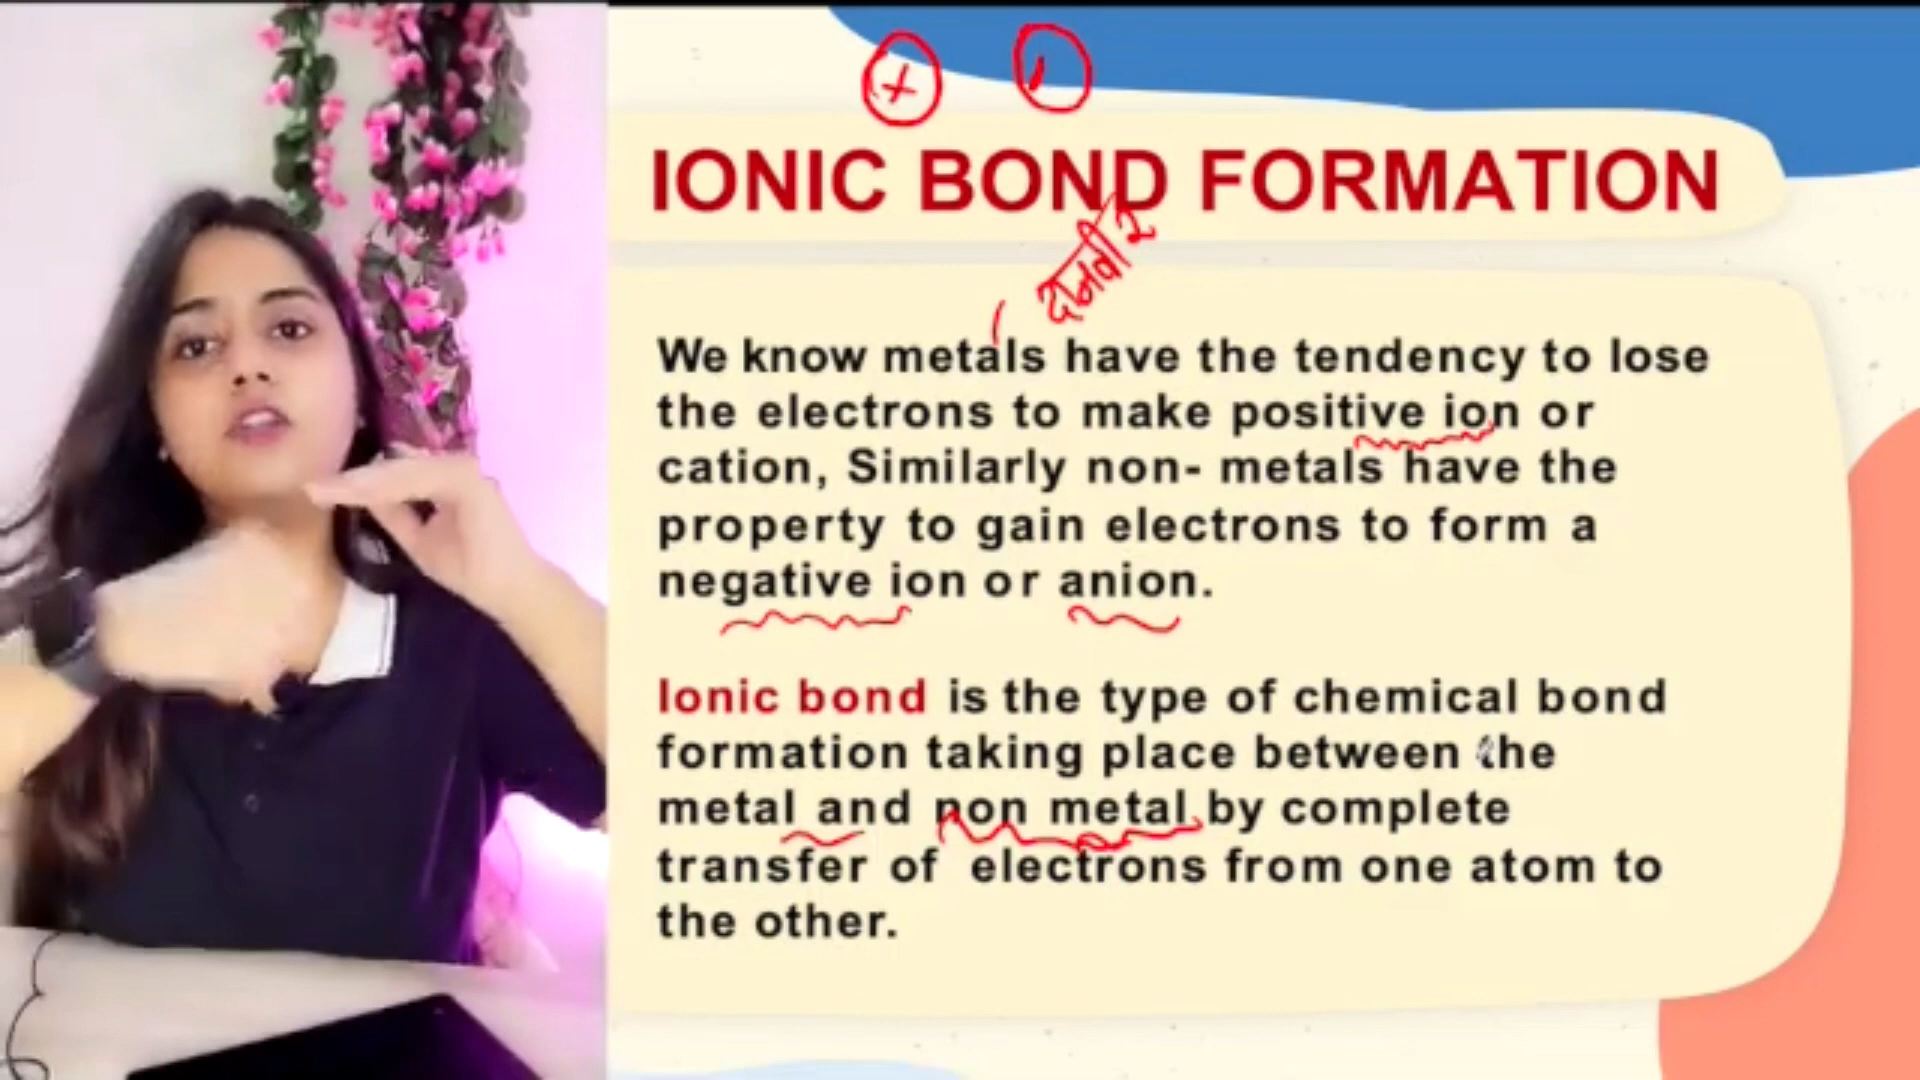 +
IONIC BOND FORMATION
दानवीर
We know metals have the tendency to lose
the electrons to make positive ion or
cation, Similarly non- metals have the
property to gain electrons to form a
negative ion or anion.
Ionic bond is the type of chemical bond
formation taking place between the
metal and non metal by complete
transfer of electrons from one atom to
the other.